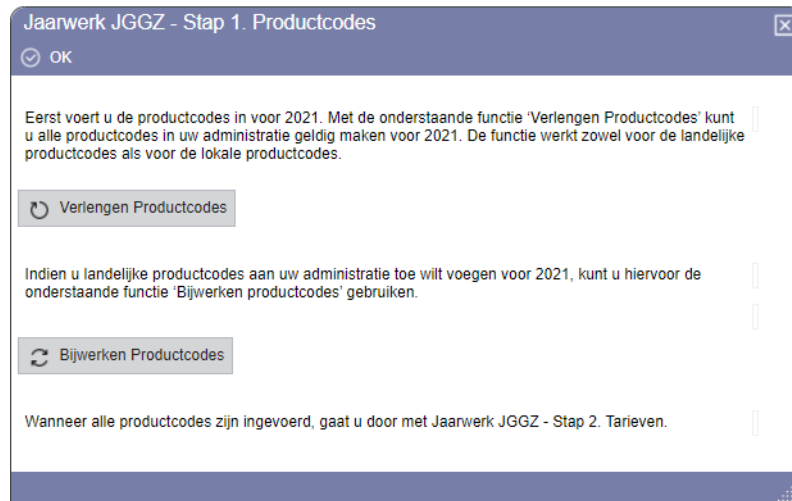 Jaarwerk JGGZ - Stap 1. Productcodes
OK
Eerst voert u de productcodes in voor 2021. Met de onderstaande functie ‘Verlengen Productcodes’ kunt
u alle productcodes in uw administratie geldig maken voor 2021. De functie werkt zowel voor de landelijke
productcodes als voor de lokale productcodes.
Verlengen Productcodes
Indien u landelijke productcodes aan uw administratie toe wilt voegen voor 2021, kunt u hiervoor de
onderstaande functie ‘Bijwerken productcodes’ gebruiken.
Bijwerken Productcodes
Wanneer alle productcodes zijn ingevoerd, gaat u door met Jaarwerk JGGZ - Stap 2. Tarieven.